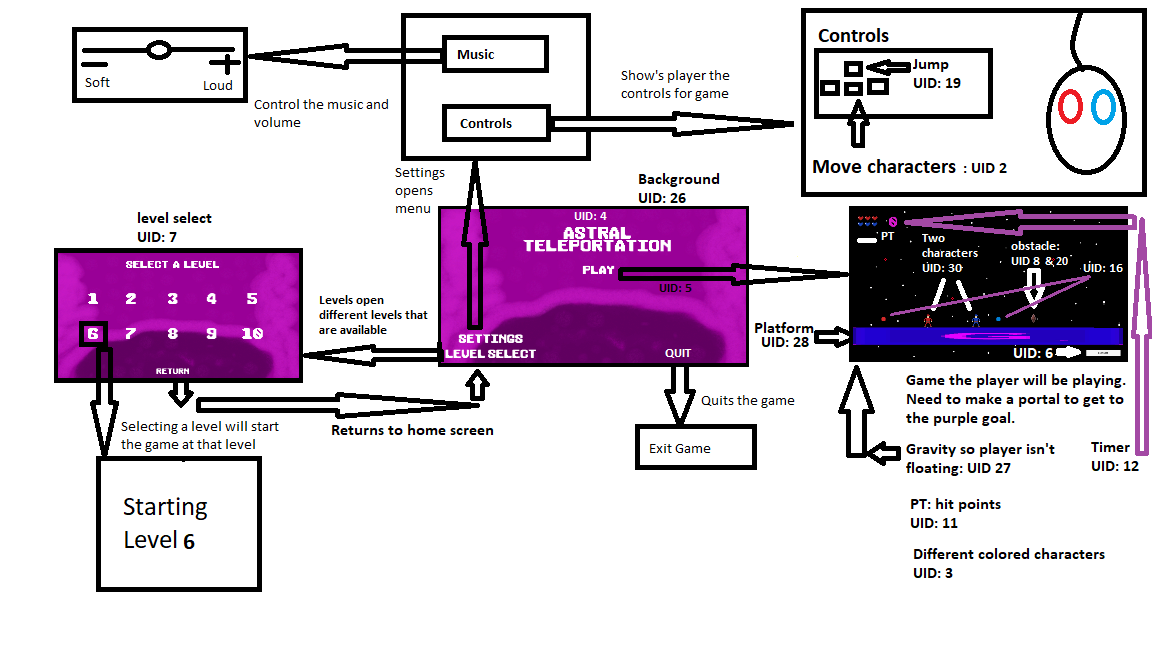 Soft
Loud
Control the music and
volume
Music
Controls
Settings
opens
menu
Show's player the
controls for game
Controls
Jump
UID: 19
Move characters : UID 2
level select
UID: 7
SELECT A LEVEL
1 2 3 4 5
6 7 8 9 10
RETURN
Selecting a level will start
the game at that level
Starting
Level 6
Levels open
different levels that
are available
Returns to home screen
Background
UID: 26
UID: 4
ASTRAL
TELEPORTATION
PLAY
UID: 5
SETTINGS
LEVEL SELECT
QUIT
Quits the game
Exit Game
Platform
UID: 28
PT
Two
characters
UID: 30
obstacle:
UID 8 & 20
UID: 16
UID: 6
Game the player will be playing.
Need to make a portal to get to
the purple goal.
Gravity so player isn't
floating: UID 27
Timer
UID: 12
PT: hit points
UID: 11
Different colored characters
UID: 3